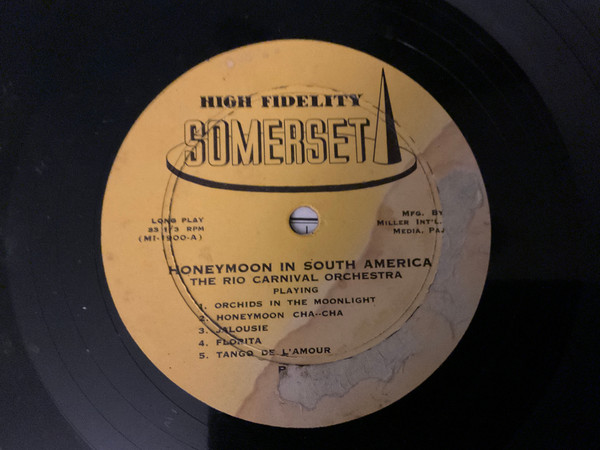 HIGH FIDELITY
SOMERSET
LONG PLAY
33 1/3 RPM
(MI-1900-A)
MFG. BY
MILLER INT'L.
MEDIA, PA.
HONEYMOON IN SOUTH AMERICA
THE RIO CARNIVAL ORCHESTRA
PLAYING
1. ORCHIDS IN THE MOONLIGHT
2. HONEYMOON CHA-CHA
3. JALOUSIE
4. FLORITA
5. TANGO DE L'AMOUR
P